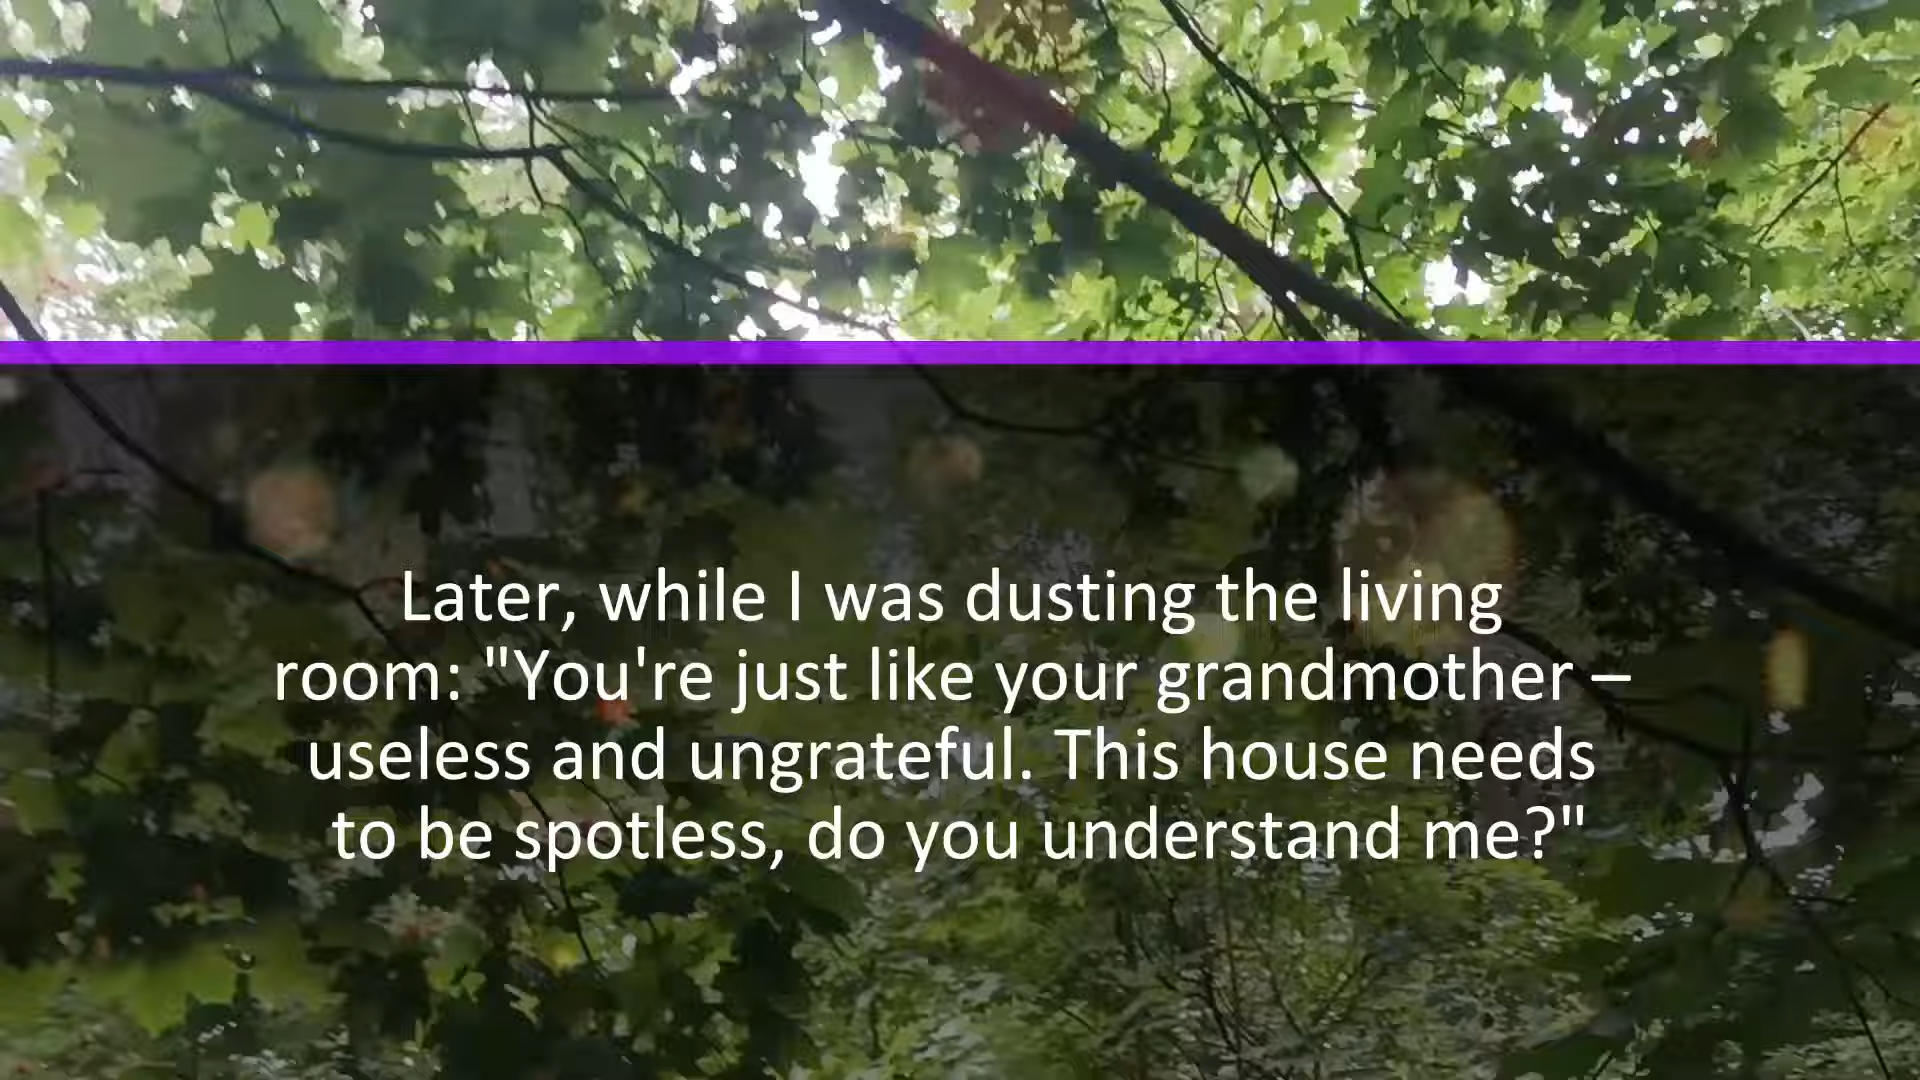 Later, while I was dusting the living
room: "You're just like your grandmother –
useless and ungrateful. This house needs
to be spotless, do you understand me?"